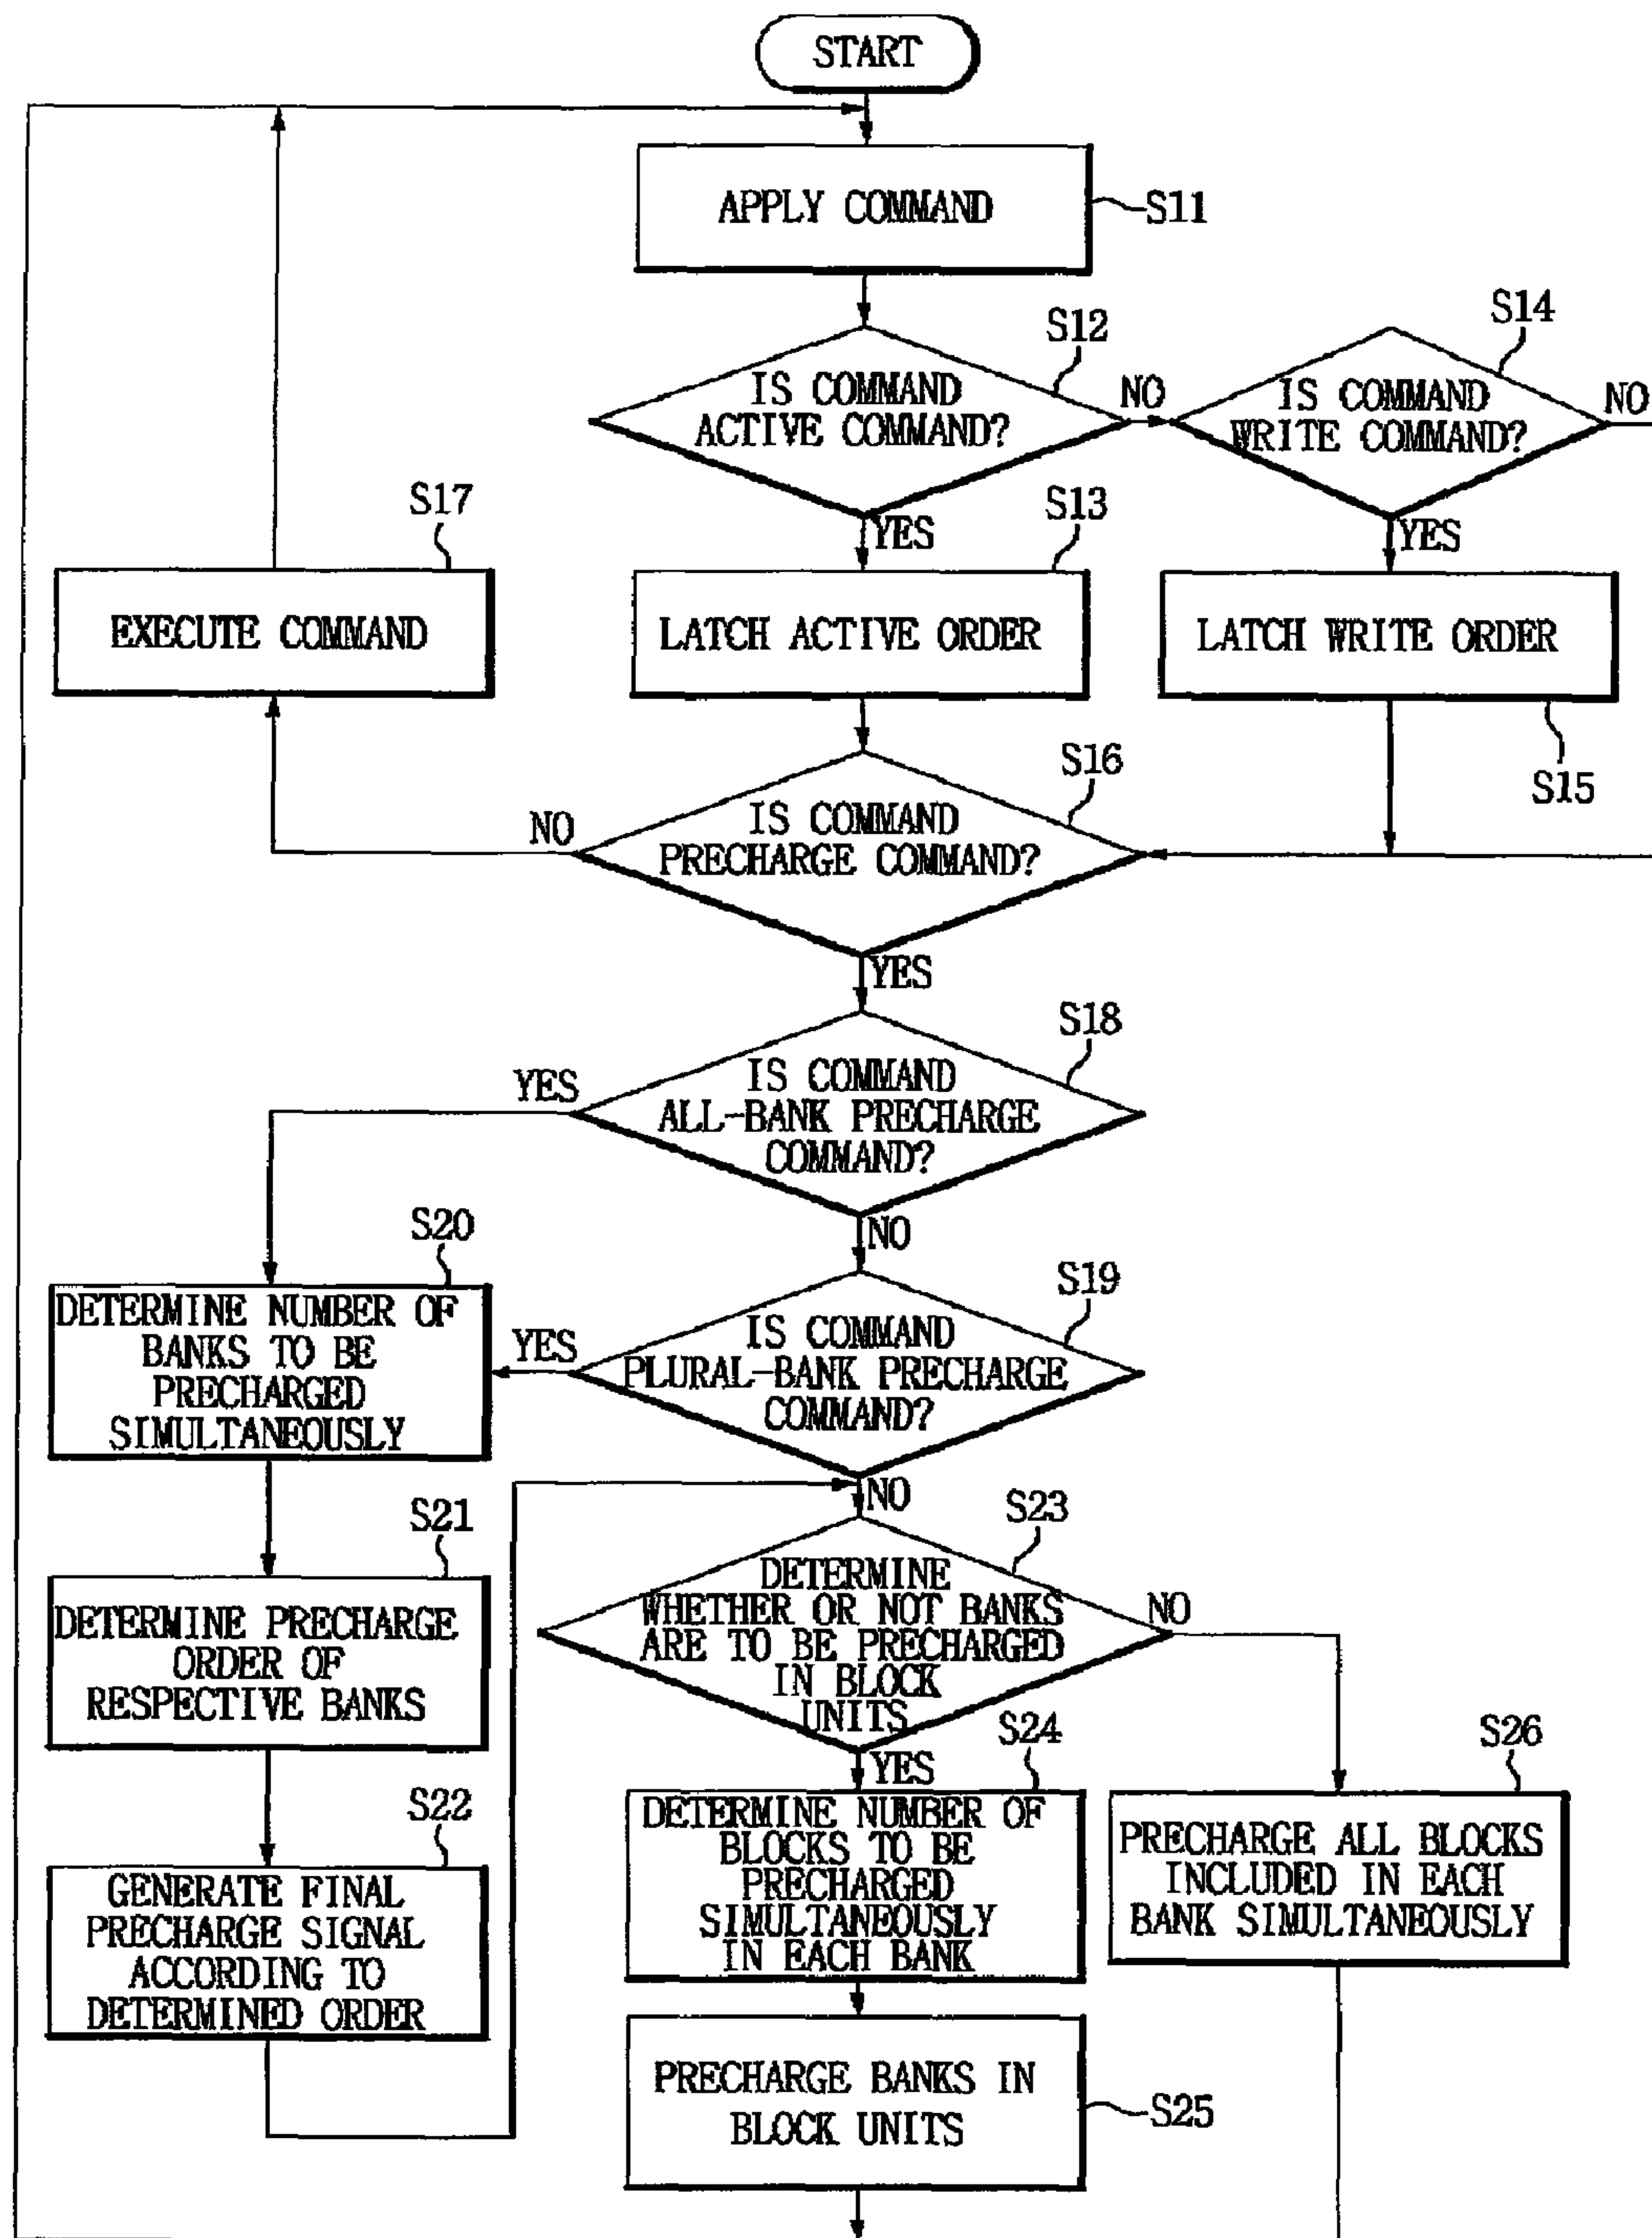 START
APPLY COMMAND
S11
S12
IS COMMAND
ACTIVE COMMAND?
NO
YES
S14
IS COMMAND
WRITE COMMAND?
NO
YES
S17
EXECUTE COMMAND
S13
LATCH ACTIVE ORDER
LATCH WRITE ORDER
S15
S16
IS COMMAND
PRECHARGE COMMAND?
NO
YES
S18
IS COMMAND
ALL-BANK PRECHARGE
COMMAND?
YES
NO
S20
DETERMINE NUMBER OF
BANKS TO BE
PRECHARGED
SIMULTANEOUSLY
S19
IS COMMAND
PLURAL-BANK PRECHARGE
COMMAND?
YES
NO
S21
DETERMINE PRECHARGE
ORDER OF
RESPECTIVE BANKS
S23
DETERMINE
WHETHER OR NOT BANKS
ARE TO BE PRECHARGED
IN BLOCK
UNITS
NO
YES
S22
GENERATE FINAL
PRECHARGE SIGNAL
ACCORDING TO
DETERMINED ORDER
S24
DETERMINE NUMBER OF
BLOCKS TO BE
PRECHARGED
SIMULTANEOUSLY
IN EACH BANK
S26
PRECHARGE ALL BLOCKS
INCLUDED IN EACH
BANK SIMULTANEOUSLY
PRECHARGE BANKS IN
BLOCK UNITS
S25